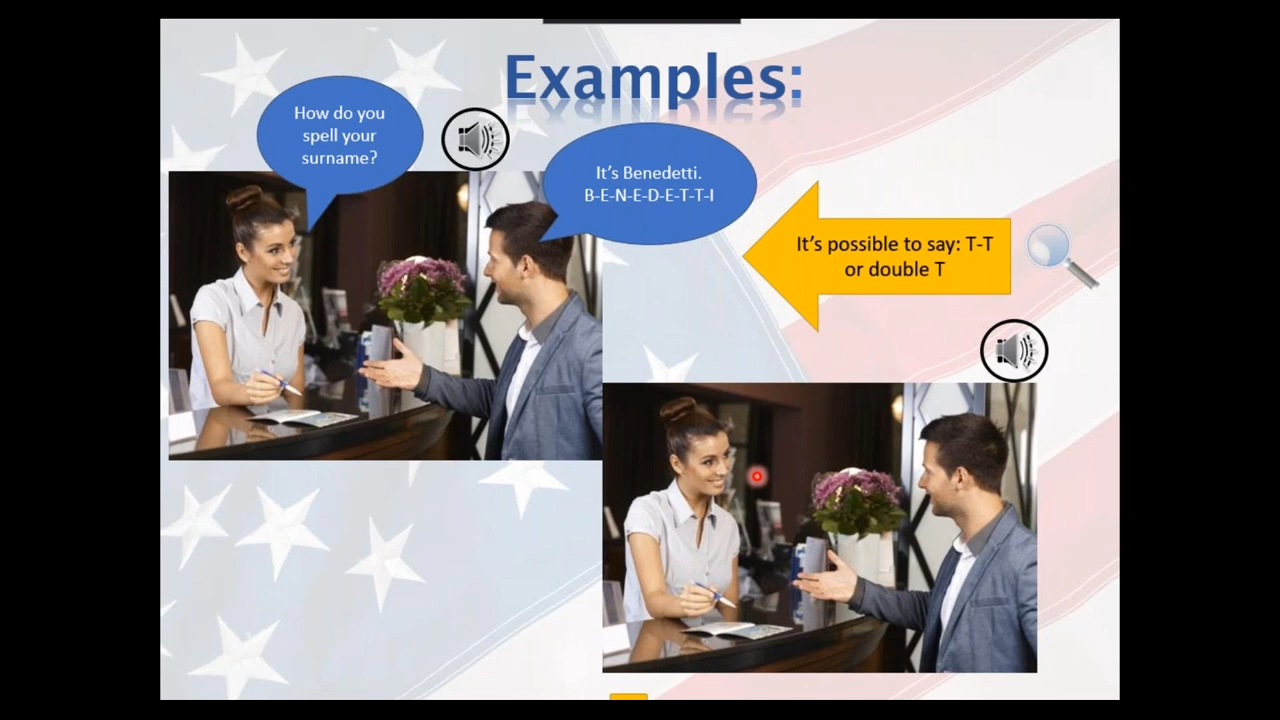 Examples:
How do you
spell your
surname?
It's Benedetti.
B-E-N-E-D-E-T-T-I
It's possible to say: T-T
or double T